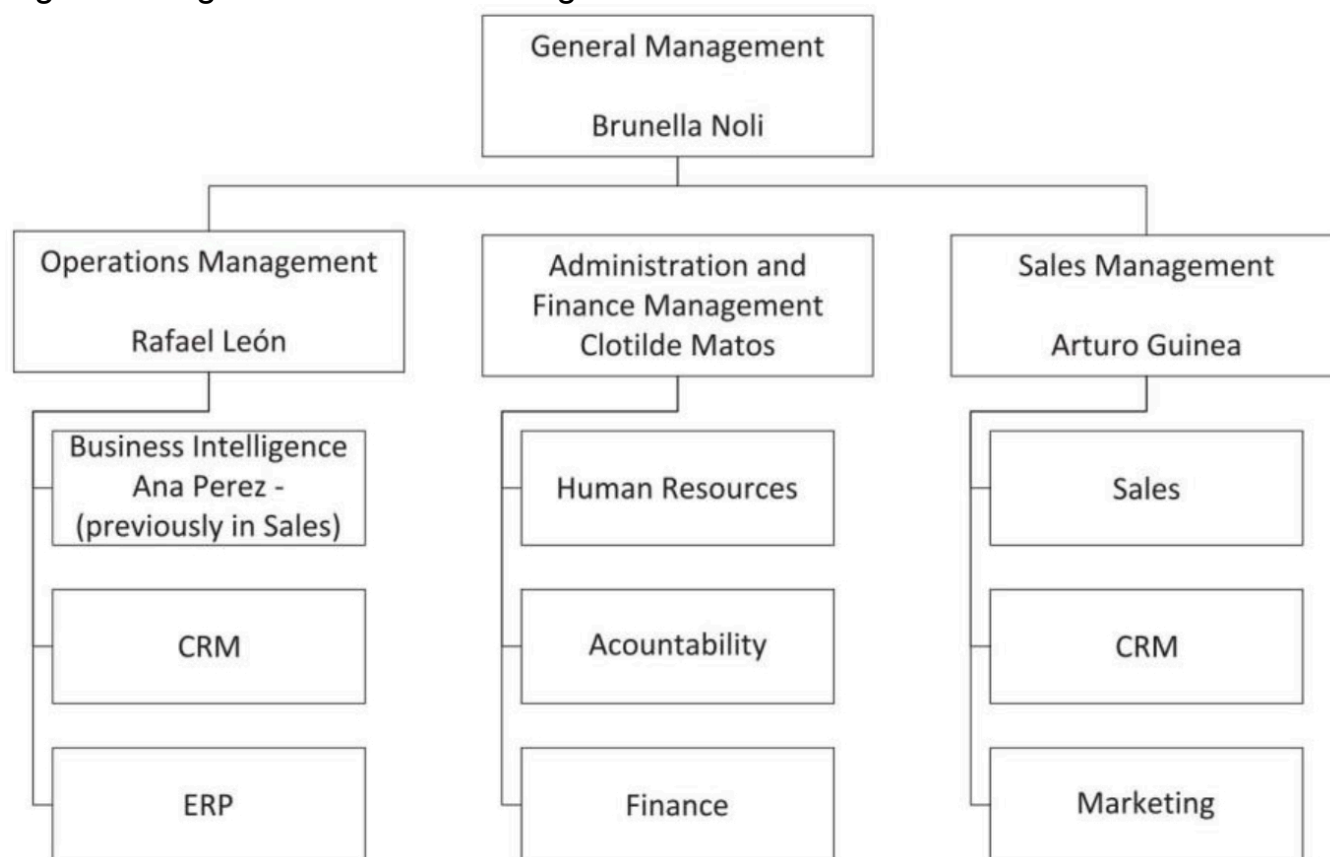 General Management
Brunella Noli
Operations Management
Rafael León
Administration and
Finance Management
Clotilde Matos
Sales Management
Arturo Guinea
Business Intelligence
Ana Perez -
(previously in Sales)
CRM
ERP
Human Resources
Acountability
Finance
Sales
CRM
Marketing